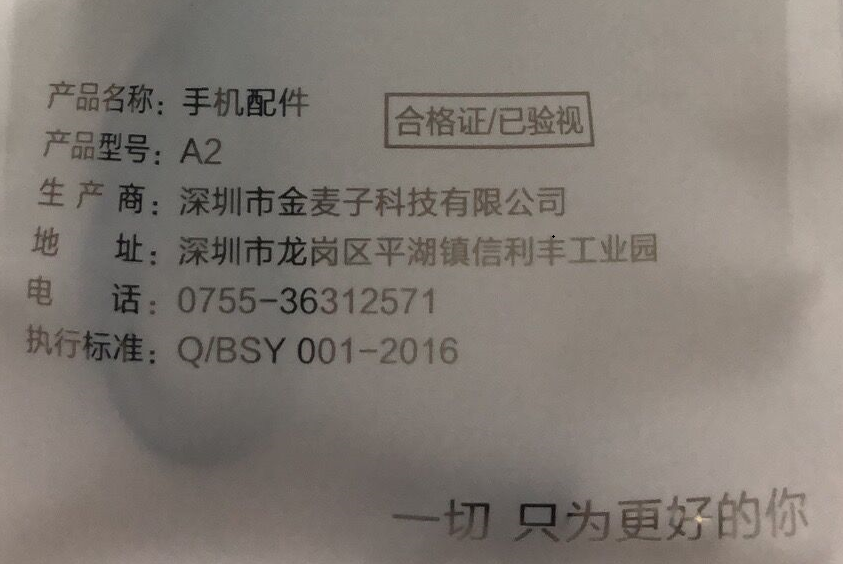 产品名称：手机配件
合格证/已验视
产品型号：A2
生产商：深圳市金麦子科技有限公司
地址：深圳市龙岗区平湖镇信利丰工业园
电话：0755-36312571
执行标准：Q/BSY 001-2016
一切 只为更好的你